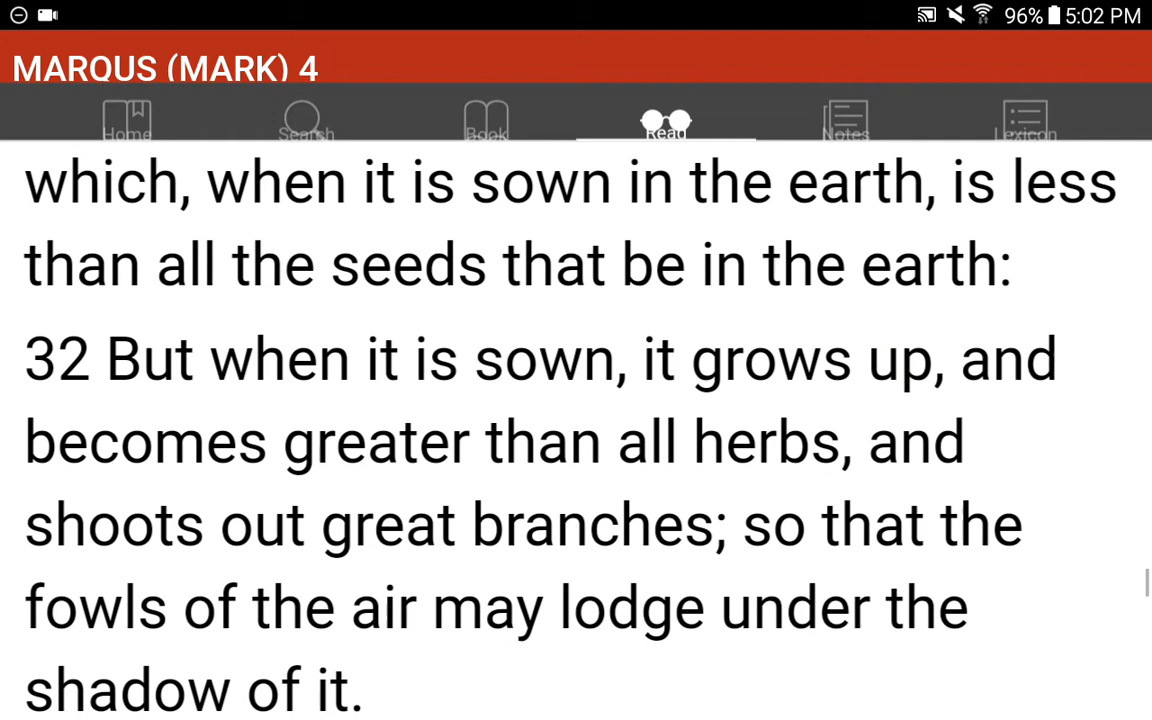 96% 5:02 PM
MARQUS (MARK) 4
Home Search Book Read Notes Lexicon
which, when it is sown in the earth, is less
than all the seeds that be in the earth:
32 But when it is sown, it grows up, and
becomes greater than all herbs, and
shoots out great branches; so that the
fowls of the air may lodge under the
shadow of it.